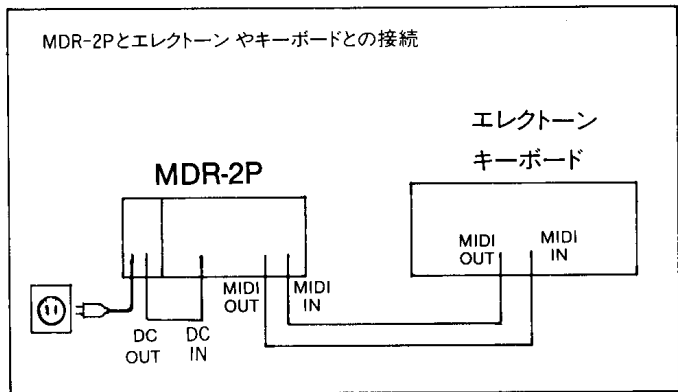 MDR-2Pとエレクトーン やキーボードとの接続
エレクトーン
キーボード
MDR-2P
MIDI
OUT
MIDI
IN
MIDI
OUT
MIDI
IN
DC
OUT
DC
IN